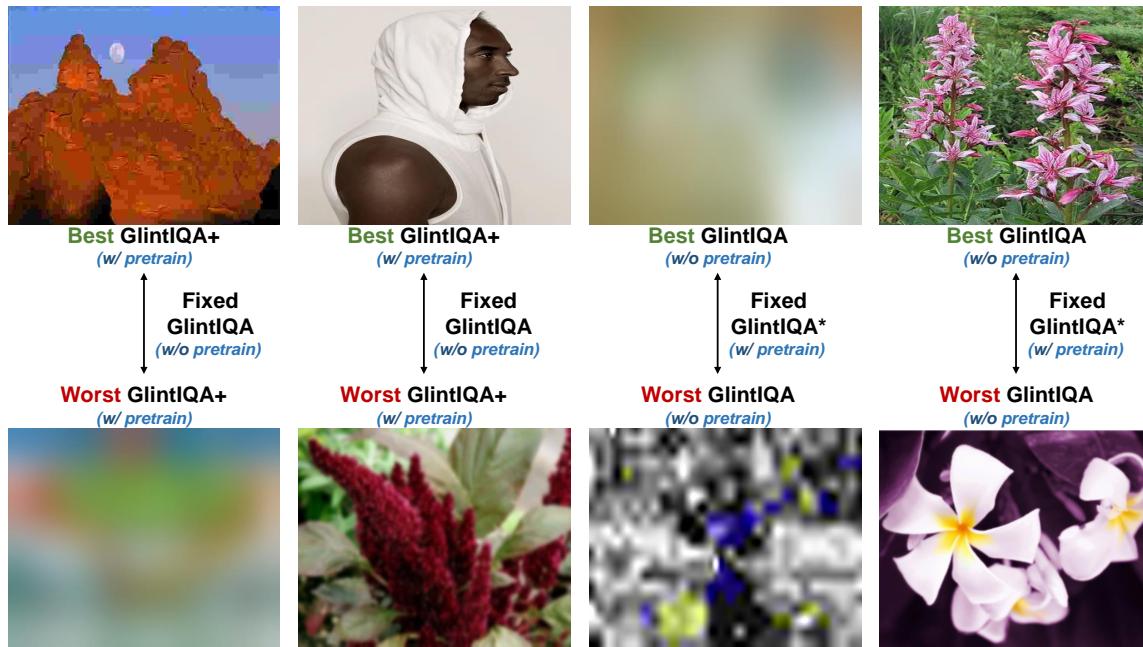 Best GlintIQA+
(w/ pretrain)
Fixed
GlintIQA
(w/o pretrain)
Worst GlintIQA+
(w/ pretrain)
Best GlintIQA+
(w/ pretrain)
Fixed
GlintIQA
(w/o pretrain)
Worst GlintIQA+
(w/ pretrain)
Best GlintIQA
(w/o pretrain)
Fixed
GlintIQA*
(w/ pretrain)
Worst GlintIQA
(w/o pretrain)
Best GlintIQA
(w/o pretrain)
Fixed
GlintIQA*
(w/ pretrain)
Worst GlintIQA
(w/o pretrain)